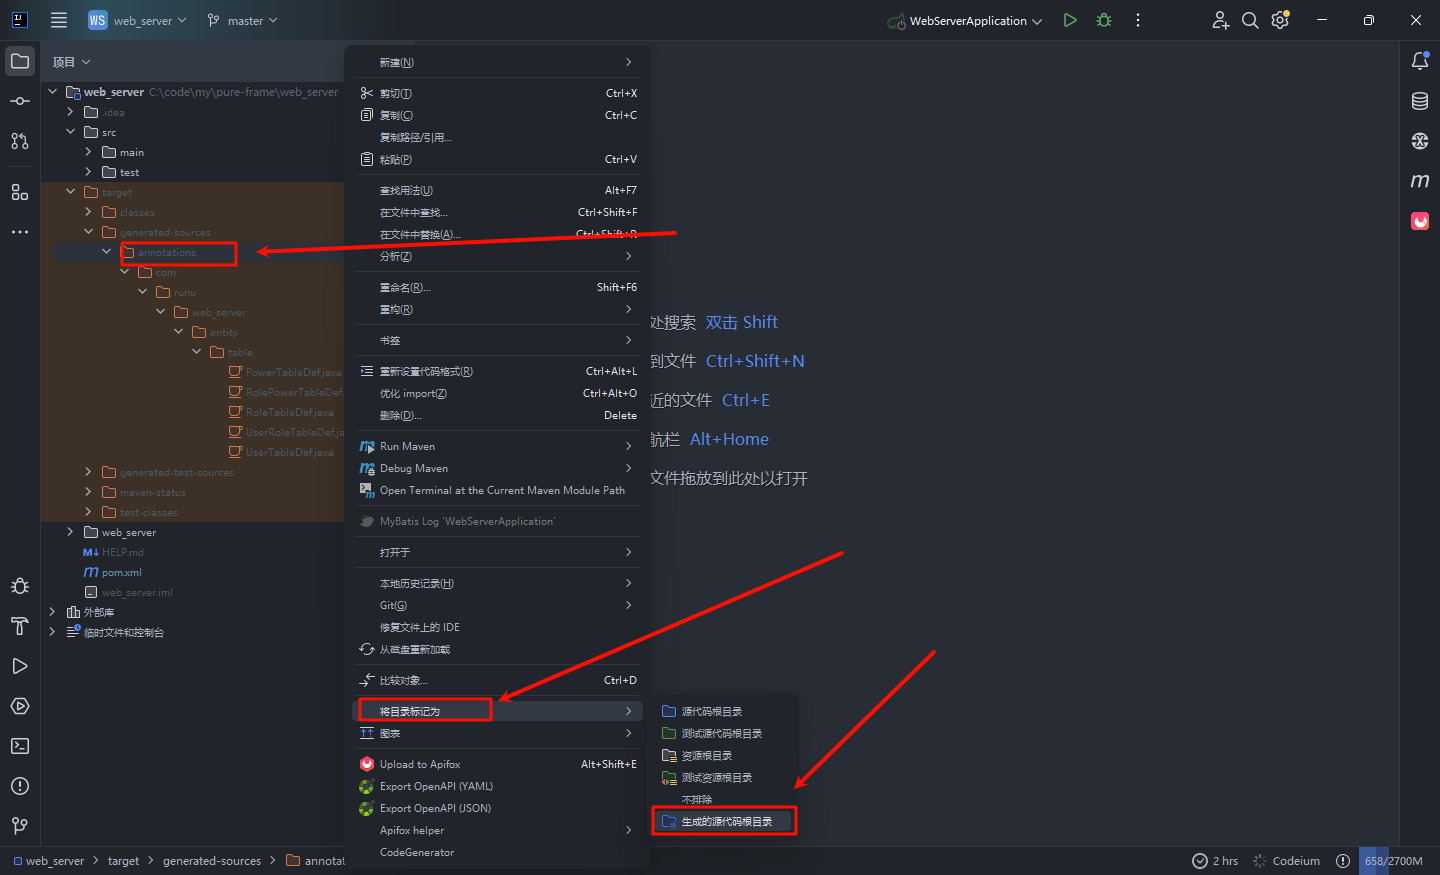 WS web_server master WebServerApplication
项目
web_server C:\code\my\pure-frame\web_server
.idea
src
main
test
target
classes
generated-sources
annotations
com
runu
web_server
entity
table
PowerTableDef.java
RolePowerTableDef.
RoleTableDef.java
UserRoleTableDef.ja
UserTableDef.java
generated-test-sources
maven-status
test-classes
web_server
HELP.md
pom.xml
web_server.iml
外部库
临时文件和控制台
新建(N)
剪切(T) Ctrl+X
复制(C) Ctrl+C
复制路径/引用...
粘贴(P) Ctrl+V
查找用法(U) Alt+F7
在文件中查找... Ctrl+Shift+F
在文件中替换(A)... Ctrl+Shift+R
分析(Z)
重命名(R)... Shift+F6
重构(R)
书签
重新设置代码格式(R) Ctrl+Alt+L
优化 import(Z) Ctrl+Alt+O
删除(D)... Delete
Run Maven
Debug Maven
Open Terminal at the Current Maven Module Path
MyBatis Log 'WebServerApplication'
打开于
本地历史记录(H)
Git(G)
修复文件上的 IDE
从磁盘重新加载
比较对象... Ctrl+D
将目录标记为
图表
Upload to Apifox Alt+Shift+E
Export OpenAPI (YAML)
Export OpenAPI (JSON)
Apifox helper
CodeGenerator
源代码根目录
测试源代码根目录
资源根目录
测试资源根目录
不排除
生成的源代码根目录
处搜索 双击 Shift
到文件 Ctrl+Shift+N
近的文件 Ctrl+E
航栏 Alt+Home
文件拖放到此处以打开
web_server > target > generated-sources > annotat
2 hrs Codeium 658/2700M